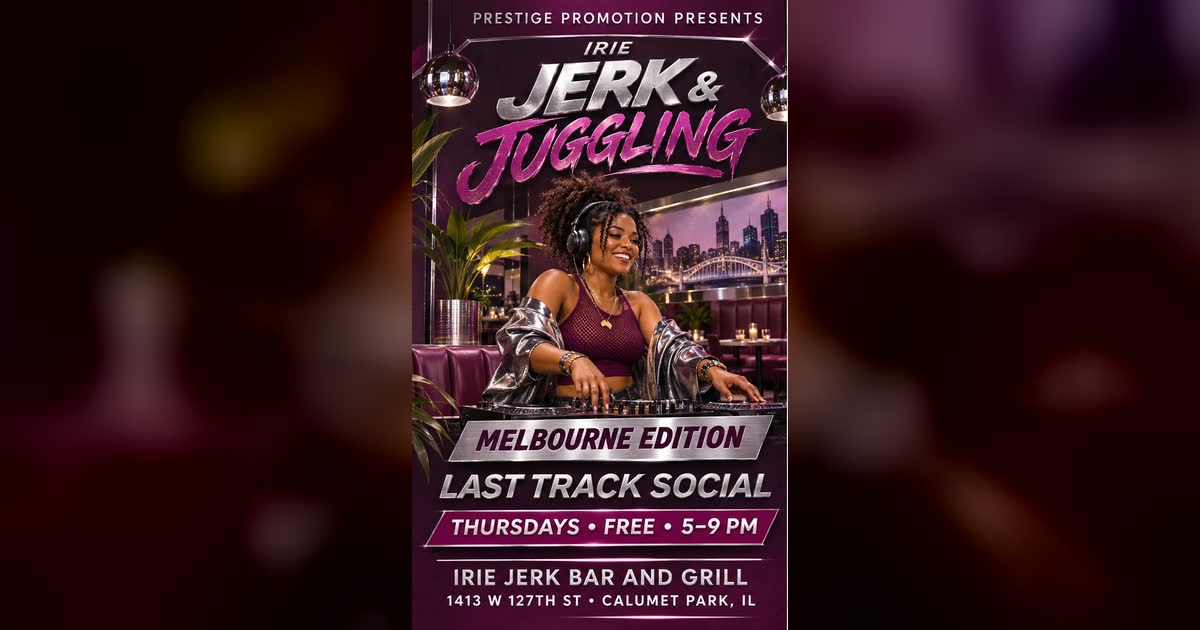 PRESTIGE PROMOTION PRESENTS
IRIE
JERK &
JUGGLING
MELBOURNE EDITION
LAST TRACK SOCIAL
THURSDAYS • FREE • 5–9 PM
IRIE JERK BAR AND GRILL
1413 W 127TH ST • CALUMET PARK, IL